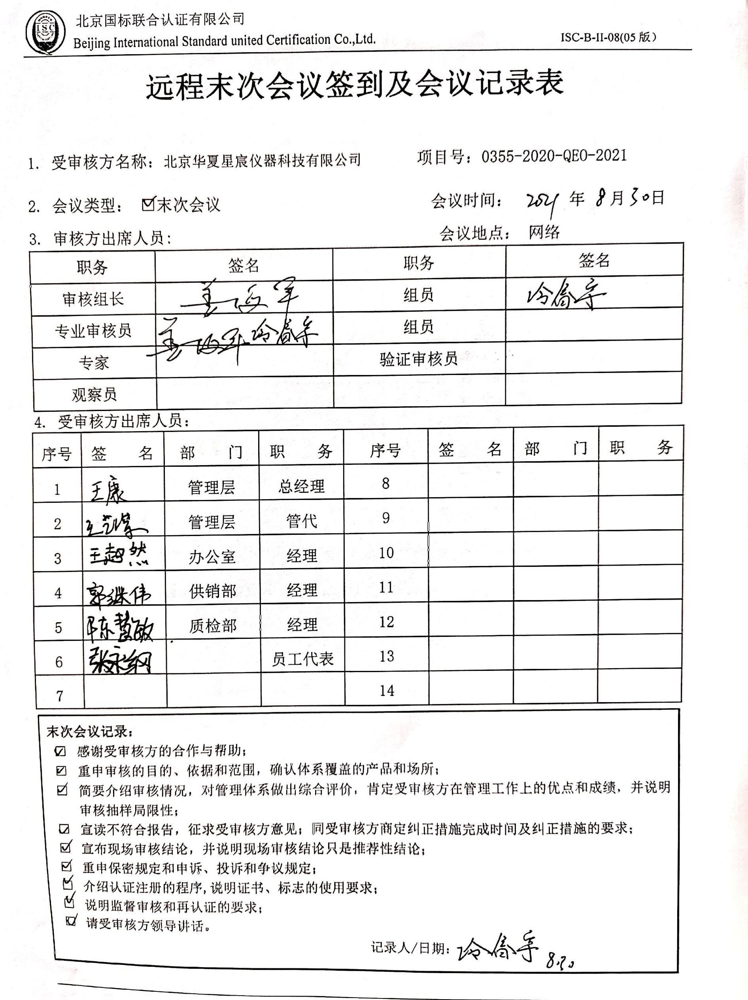 北京国标联合认证有限公司
Beijing International Standard united Certification Co.,Ltd.
ISC-B-II-08(05版)
ISC
远程末次会议签到及会议记录表
1. 受审核方名称：北京华夏星宸仪器科技有限公司 项目号：0355-2020-QEO-2021
2. 会议类型：☑末次会议 会议时间：2021年8月30日
3. 审核方出席人员： 会议地点：网络
职务 签名 职务 签名
审核组长 姜海军 组员 冷春宇
专业审核员 姜海军 冷春宇 组员
专家 验证审核员
观察员
4. 受审核方出席人员：
序号 签名 部门 职务 序号 签名 部门 职务
1 王康 管理层 总经理 8
2 管理层 管代 9
3 王超然 办公室 经理 10
4 郭继伟 供销部 经理 11
5 陈慧敏 质检部 经理 12
6 张永纲 员工代表 13
7 14
末次会议记录：
☑ 感谢受审核方的合作与帮助；
☑ 重申审核的目的、依据和范围，确认体系覆盖的产品和场所；
☑ 简要介绍审核情况，对管理体系做出综合评价，肯定受审核方在管理工作上的优点和成绩，并说明
审核抽样局限性；
☑ 宣读不符合报告，征求受审核方意见；同受审核方商定纠正措施完成时间及纠正措施的要求；
☑ 宣布现场审核结论，并说明现场审核结论只是推荐性结论；
☑ 重申保密规定和申诉、投诉和争议规定；
☑ 介绍认证注册的程序,说明证书、标志的使用要求；
☑ 说明监督审核和再认证的要求；
☑ 请受审核方领导讲话。
记录人/日期：冷春宇 8.30